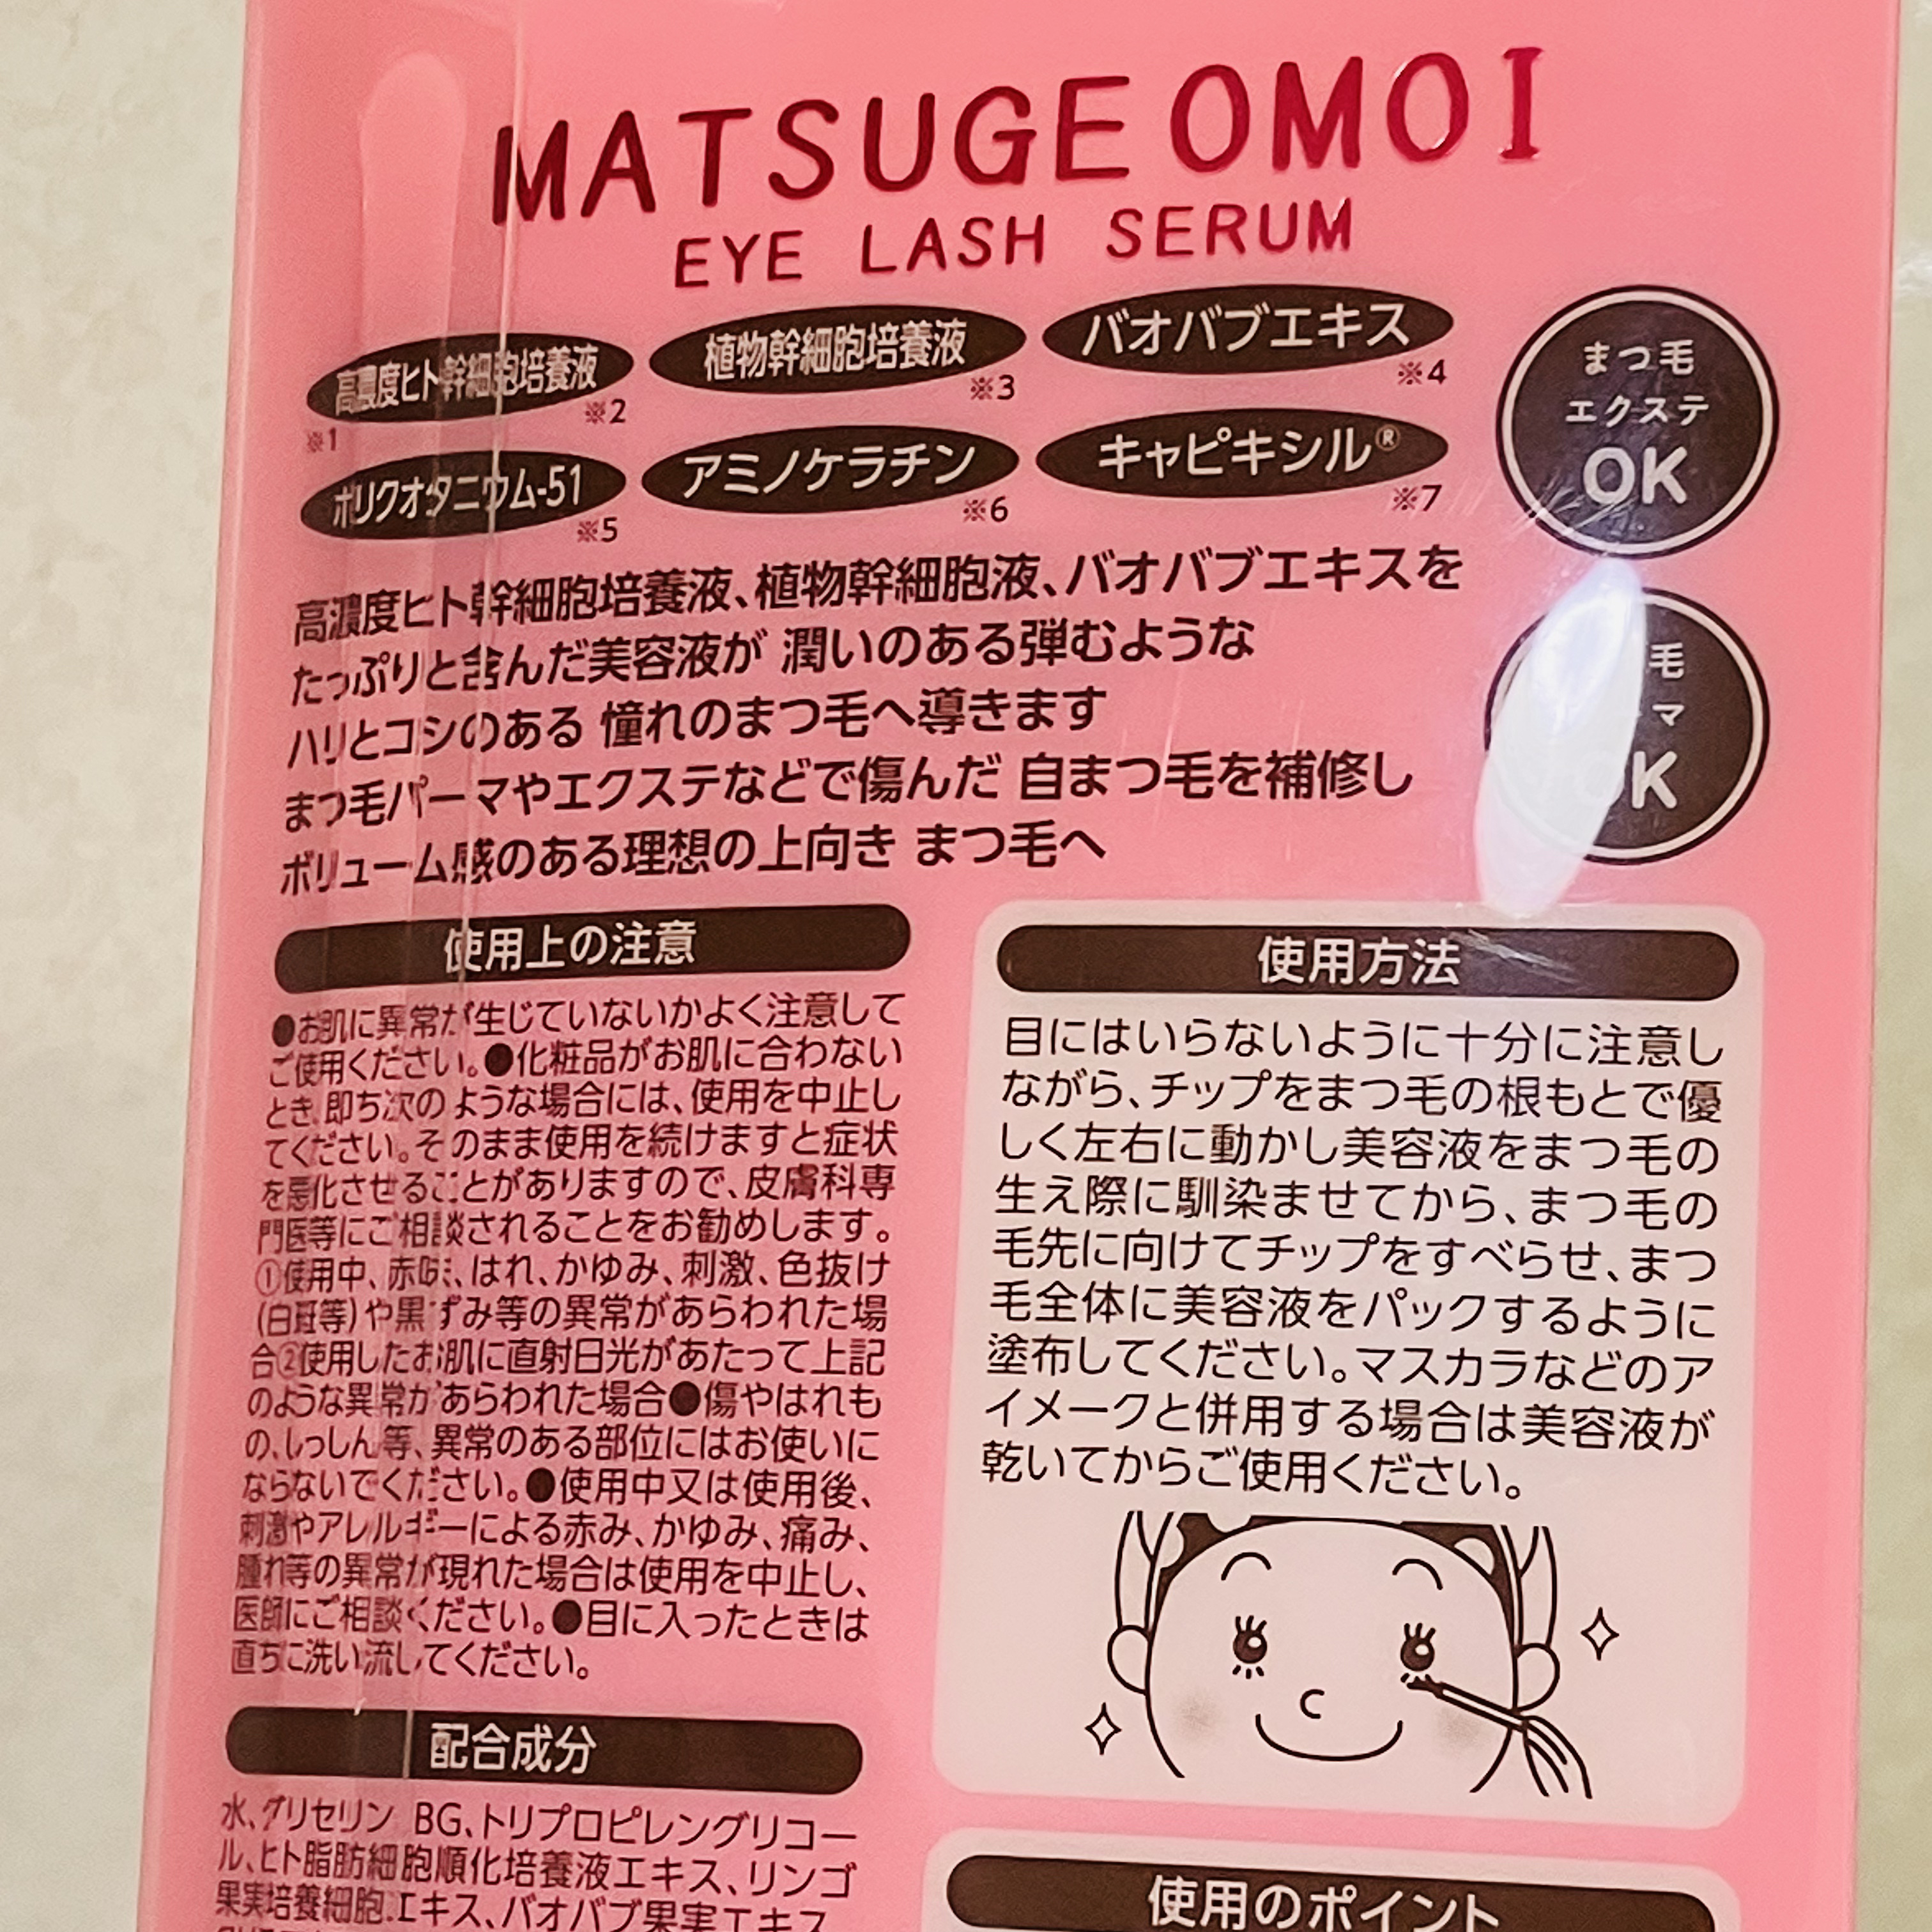 MATSUGE OMOI
EYE LASH SERUM
高濃度ヒト幹細胞培養液
※1
※2
植物幹細胞培養液
※3
バオバブエキス
※4
ポリクオタニウム-51
※5
アミノケラチン
※6
キャピキシル®
※7
まつ毛
エクステ
OK
毛
マ
OK
高濃度ヒト幹細胞培養液、植物幹細胞液、バオバブエキスを
たっぷりと含んだ美容液が 潤いのある弾むような
ハリとコシのある 憧れのまつ毛へ導きます
まつ毛パーマやエクステなどで傷んだ 自まつ毛を補修し
ボリューム感のある理想の上向き まつ毛へ
使用上の注意
●お肌に異常が生じていないかよく注意して
ご使用ください。●化粧品がお肌に合わない
とき、即ち次のような場合には、使用を中止し
てください。そのまま使用を続けますと症状
を悪化させることがありますので、皮膚科専
門医等にご相談されることをお勧めします。
①使用中、赤味、はれ、かゆみ、刺激、色抜け
(白斑等)や黒ずみ等の異常があらわれた場
合②使用したお肌に直射日光があたって上記
のような異常があらわれた場合●傷やはれも
の、しっしん等、異常のある部位にはお使いに
ならないでください。●使用中又は使用後、
刺激やアレルギーによる赤み、かゆみ、痛み、
腫れ等の異常が現れた場合は使用を中止し、
医師にご相談ください。●目に入ったときは
直ちに洗い流してください。
配合成分
水、グリセリン、BG、トリプロピレングリコー
ル、ヒト脂肪細胞順化培養液エキス、リンゴ
果実培養細胞エキス、バオバブ果実エキス
使用方法
目にはいらないように十分に注意し
ながら、チップをまつ毛の根もとで優
しく左右に動かし美容液をまつ毛の
生え際に馴染ませてから、まつ毛の
毛先に向けてチップをすべらせ、まつ
毛全体に美容液をパックするように
塗布してください。マスカラなどのア
イメークと併用する場合は美容液が
乾いてからご使用ください。
使用のポイント